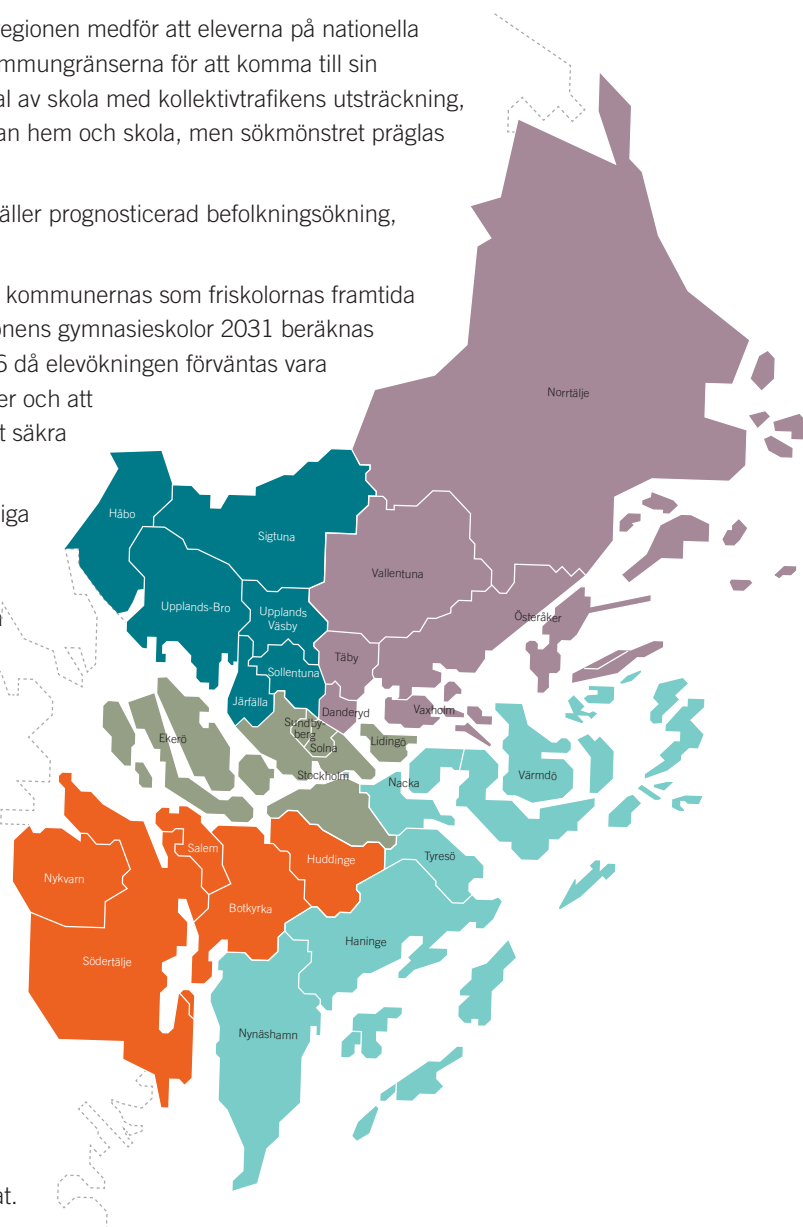 regionen medför att eleverna på nationella
mmungränserna för att komma till sin
al av skola med kollektivtrafikens utsträckning,
an hem och skola, men sökmönstret präglas
äller prognosticerad befolkningsökning,
kommunernas som friskolornas framtida
onens gymnasieskolor 2031 beräknas
6 då elevökningen förväntas vara
er och att
t säkra
iga
Norrtälje
Håbo
Sigtuna
Vallentuna
Upplands-Bro
Upplands
Väsby
Österåker
Täby
Sollentuna
Järfälla
Danderyd
Vaxholm
Ekerö
Sundby-
berg
Solna
Lidingö
Stockholm
Nacka
Värmdö
Salem
Huddinge
Tyresö
Nykvarn
Botkyrka
Haninge
Södertälje
Nynäshamn
at.